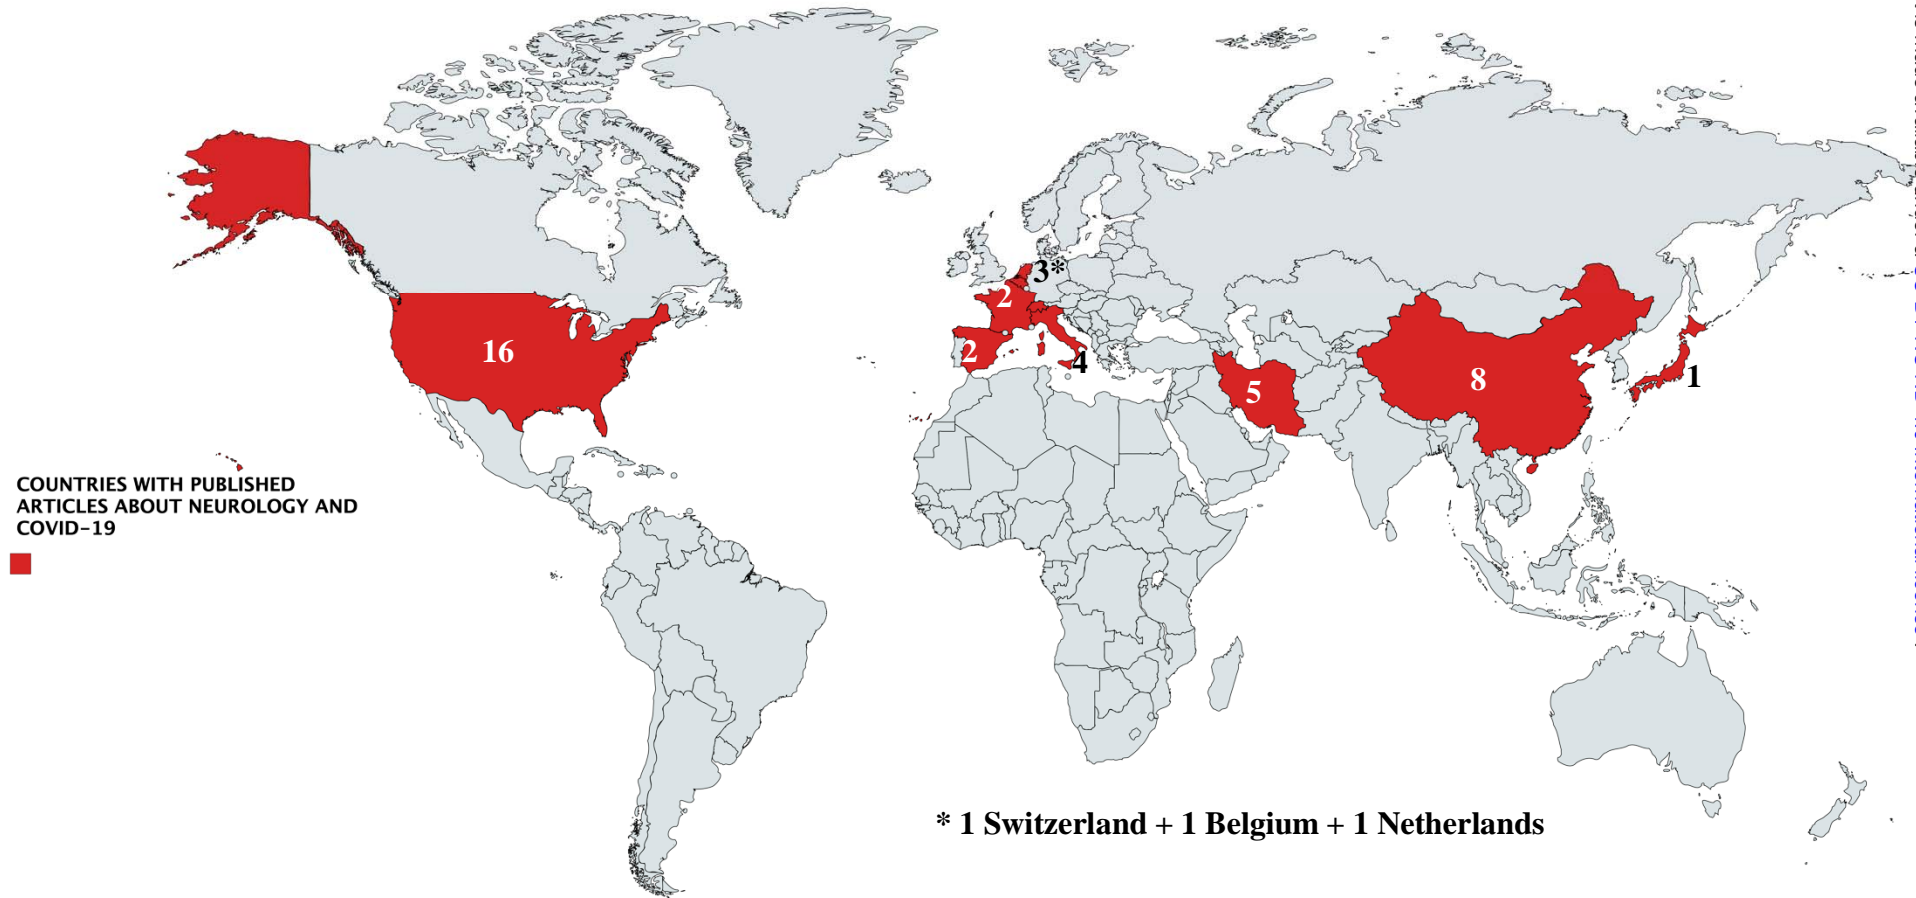 3*
2
16
2
4
5
8
1
COUNTRIES WITH PUBLISHED
ARTICLES ABOUT NEUROLOGY AND
COVID-19
* 1 Switzerland + 1 Belgium + 1 Netherlands